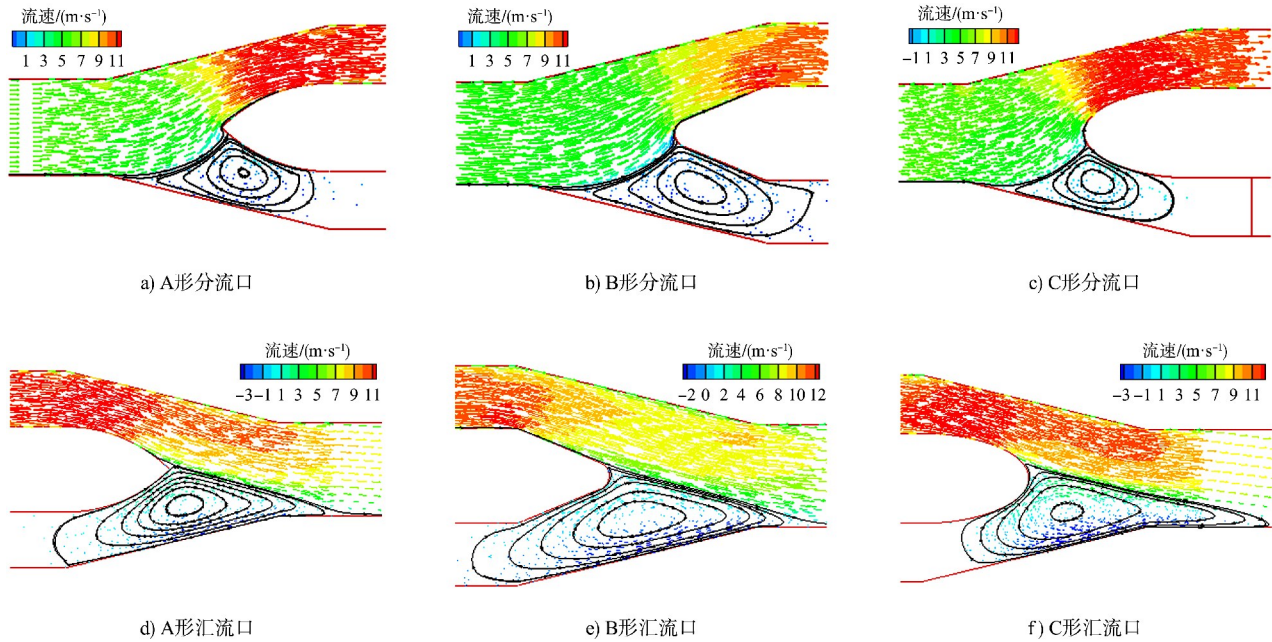 流速/(m·s⁻¹)
1 3 5 7 9 11
流速/(m·s⁻¹)
1 3 5 7 9 11
流速/(m·s⁻¹)
−1 1 3 5 7 9 11
a) A形分流口
b) B形分流口
c) C形分流口
流速/(m·s⁻¹)
−3 −1 1 3 5 7 9 11
流速/(m·s⁻¹)
−2 0 2 4 6 8 10 12
流速/(m·s⁻¹)
−3 −1 1 3 5 7 9 11
d) A形汇流口
e) B形汇流口
f) C形汇流口